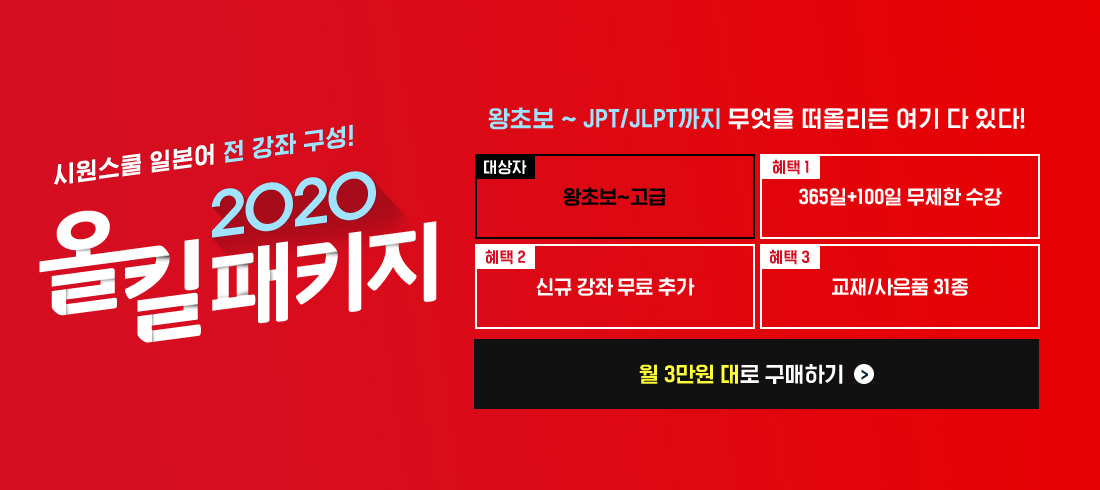 시원스쿨 일본어 전 강좌 구성!
2020
올킬패키지
왕초보 ~ JPT/JLPT까지 무엇을 떠올리든 여기 다 있다!
대상자
왕초보~고급
혜택 1
365일+100일 무제한 수강
혜택 2
신규 강좌 무료 추가
혜택 3
교재/사은품 31종
월 3만원 대로 구매하기